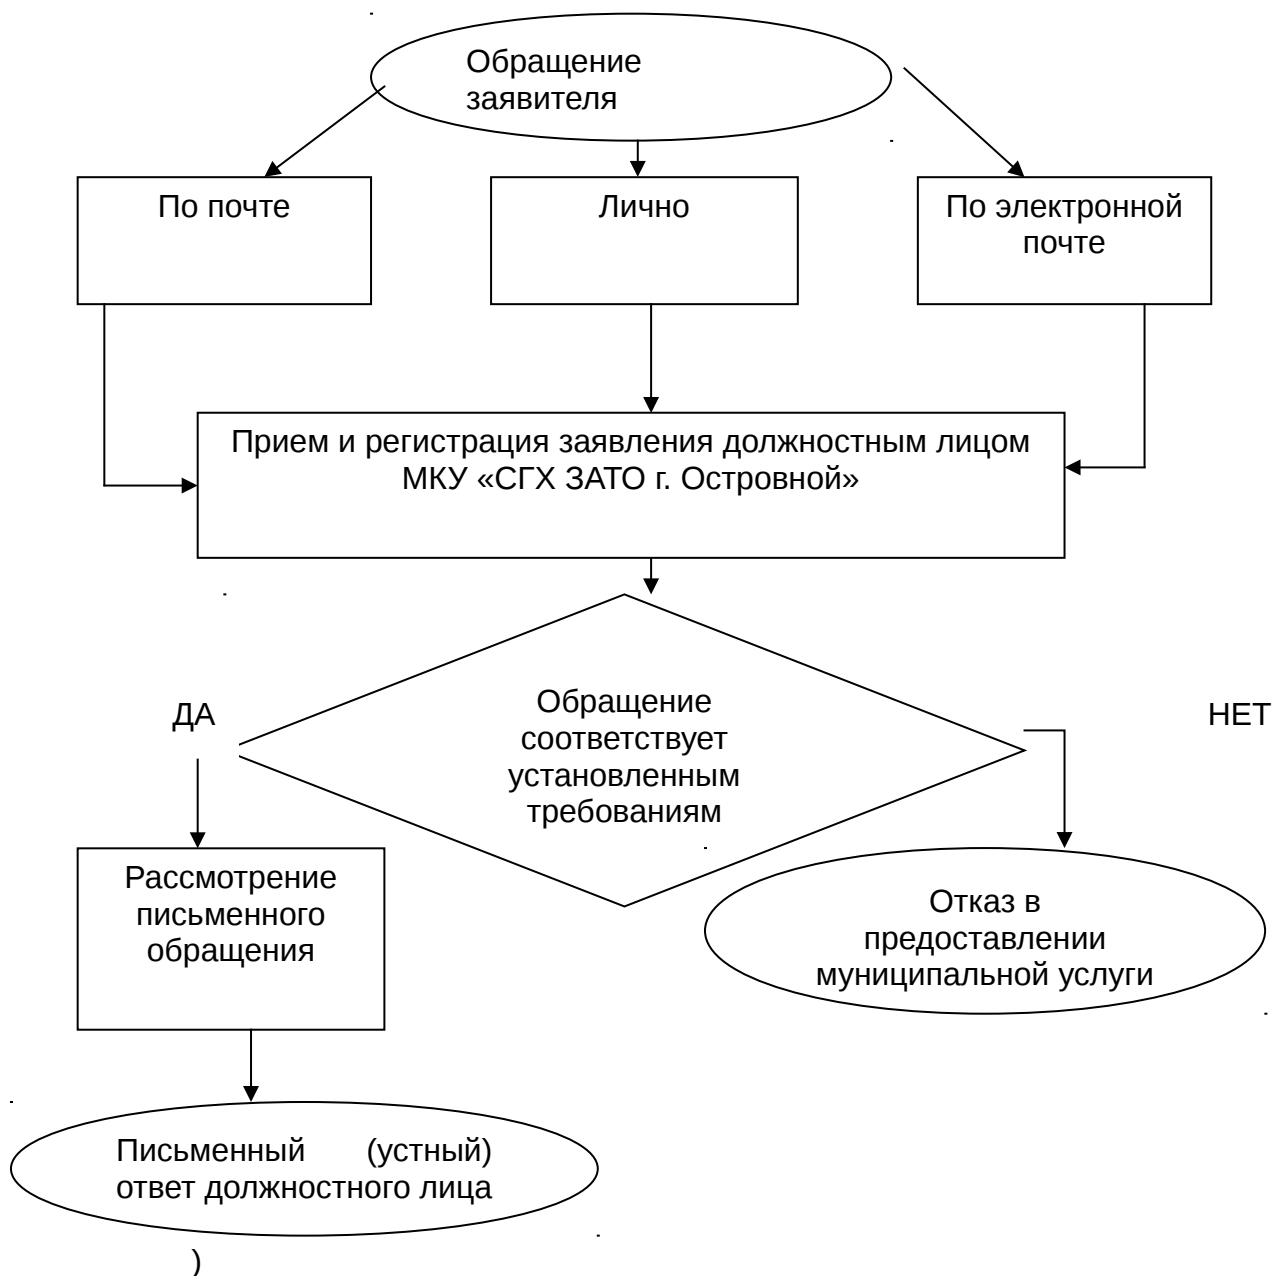 Обращение
заявителя
По почте
Лично
По электронной
почте
Прием и регистрация заявления должностным лицом
МКУ «СГХ ЗАТО г. Островной»
ДА
Обращение
соответствует
установленным
требованиям
НЕТ
Рассмотрение
письменного
обращения
Отказ в
предоставлении
муниципальной услуги
Письменный (устный)
ответ должностного лица
)